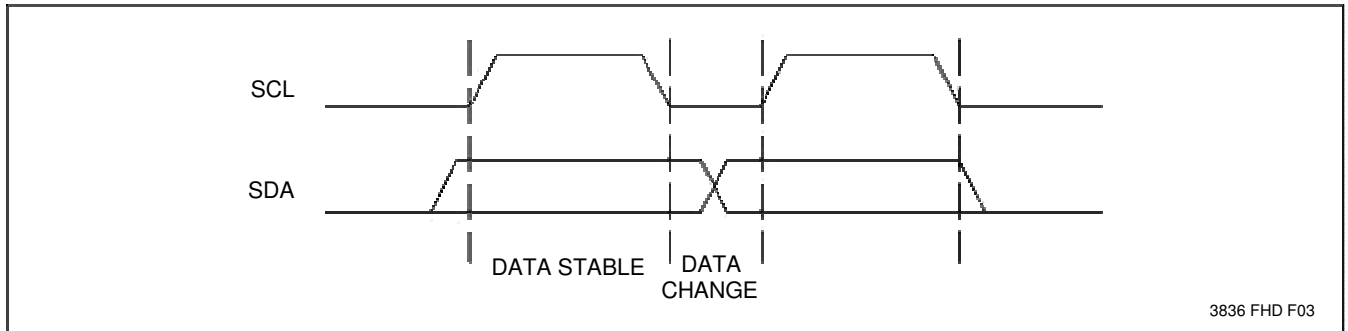 SCL
SDA
DATA STABLE
DATA
CHANGE
3836 FHD F03